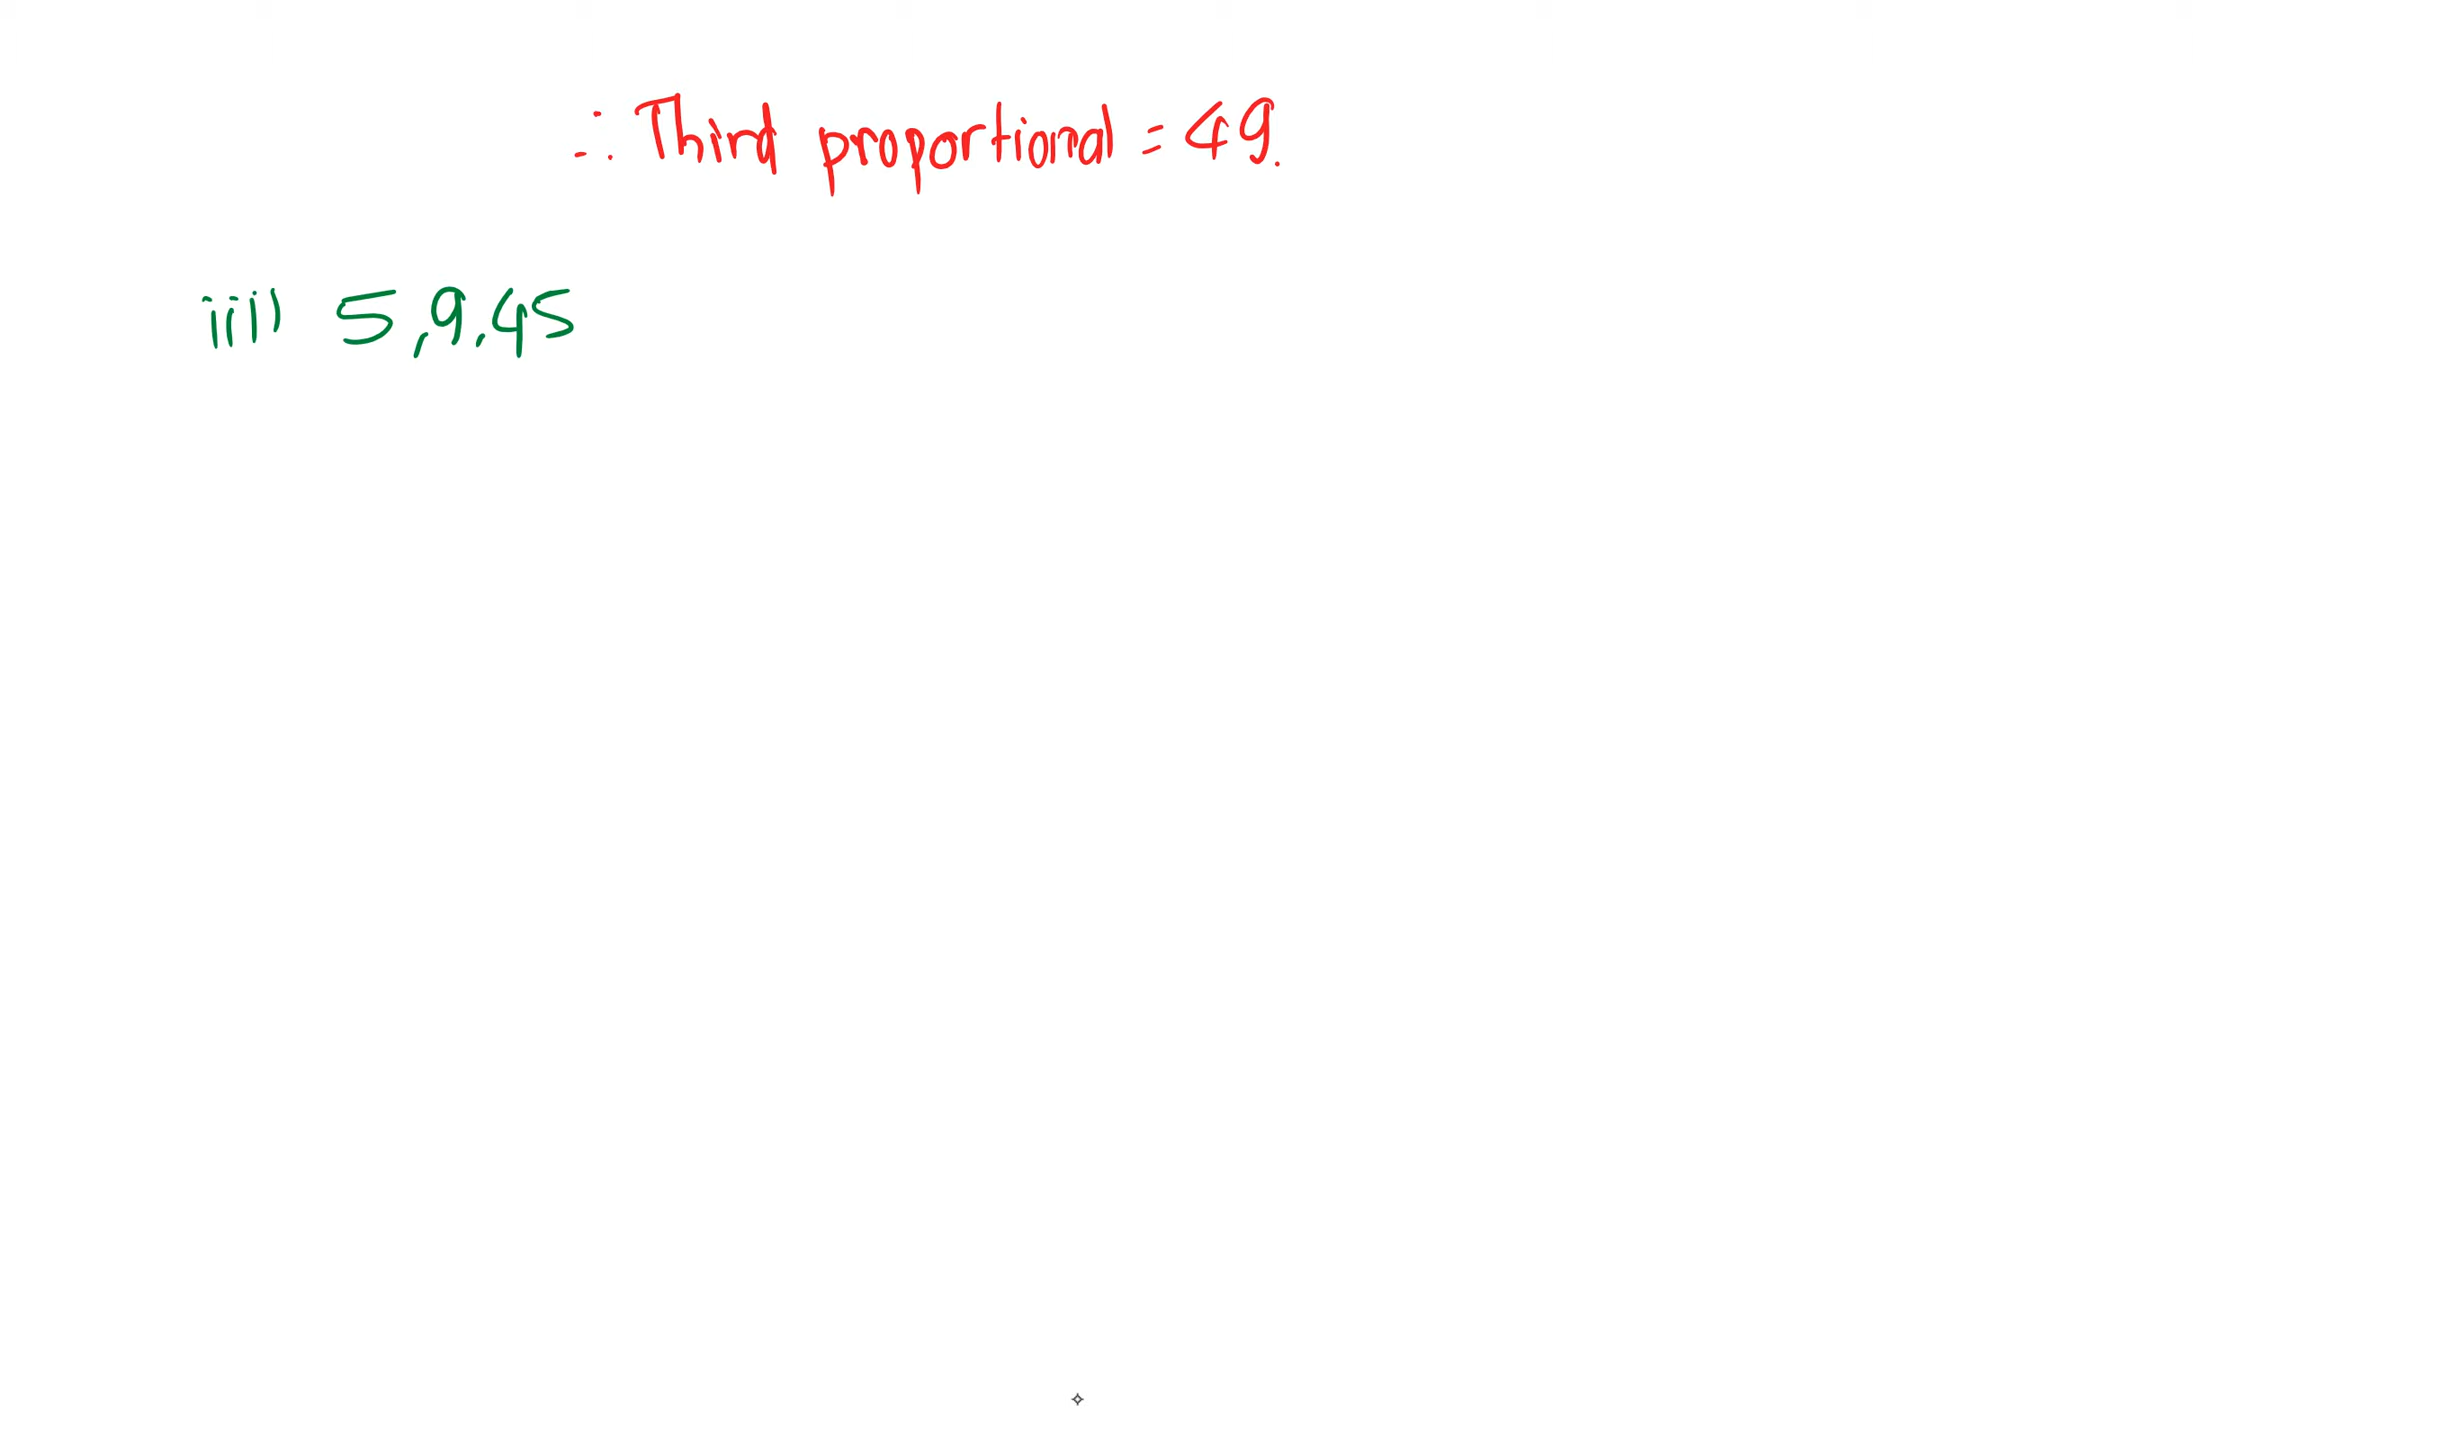 ∴ Third proportional = 49.
iii) 5,9,45